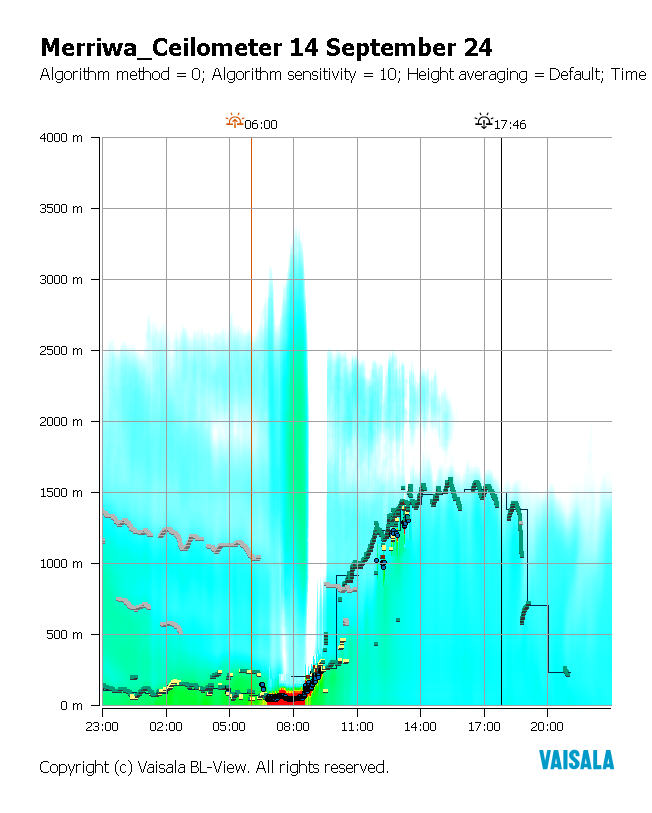 Merriwa_Ceilometer 14 September 24
Algorithm method = 0; Algorithm sensitivity = 10; Height averaging = Default; Time
06:00 17:46
4000 m
3500 m
3000 m
2500 m
2000 m
1500 m
1000 m
500 m
0 m
23:00 02:00 05:00 08:00 11:00 14:00 17:00 20:00
VAISALA
Copyright (c) Vaisala BL-View. All rights reserved.